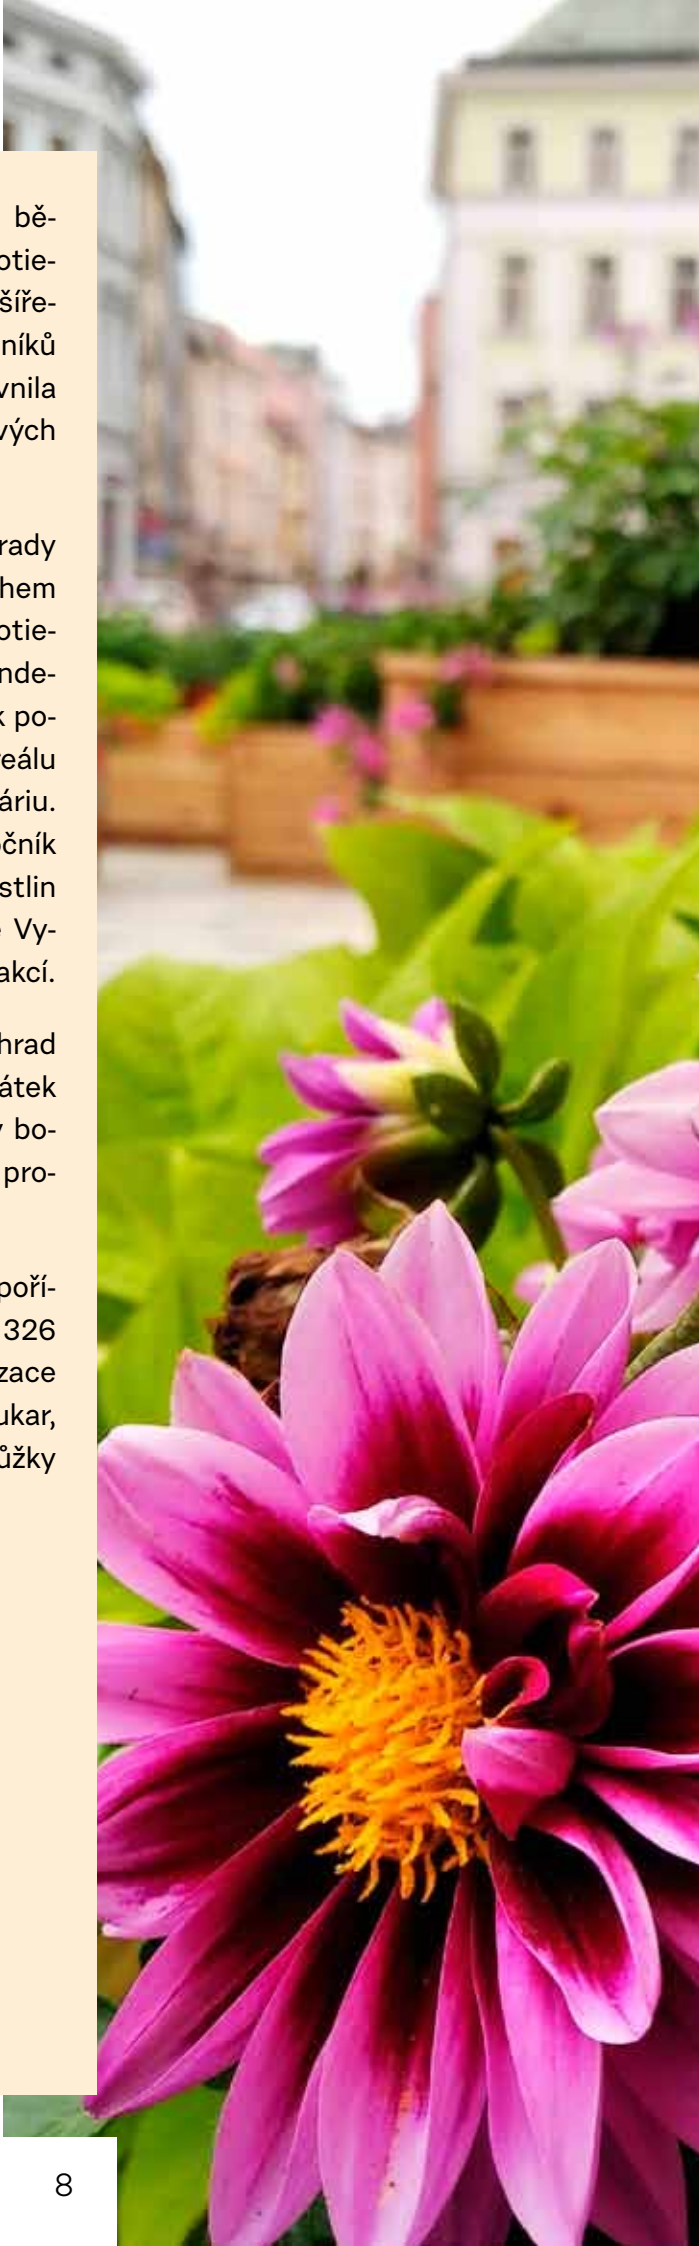 bě-
otie-
šíře-
níků
vnila
vých
rady
hem
otie-
nde-
k po-
eálu
áriu.
očník
stlin
e Vy-
akcí.
hrad
átek
y bo-
pro-
poří-
326
zace
ukar,
ůžky
8